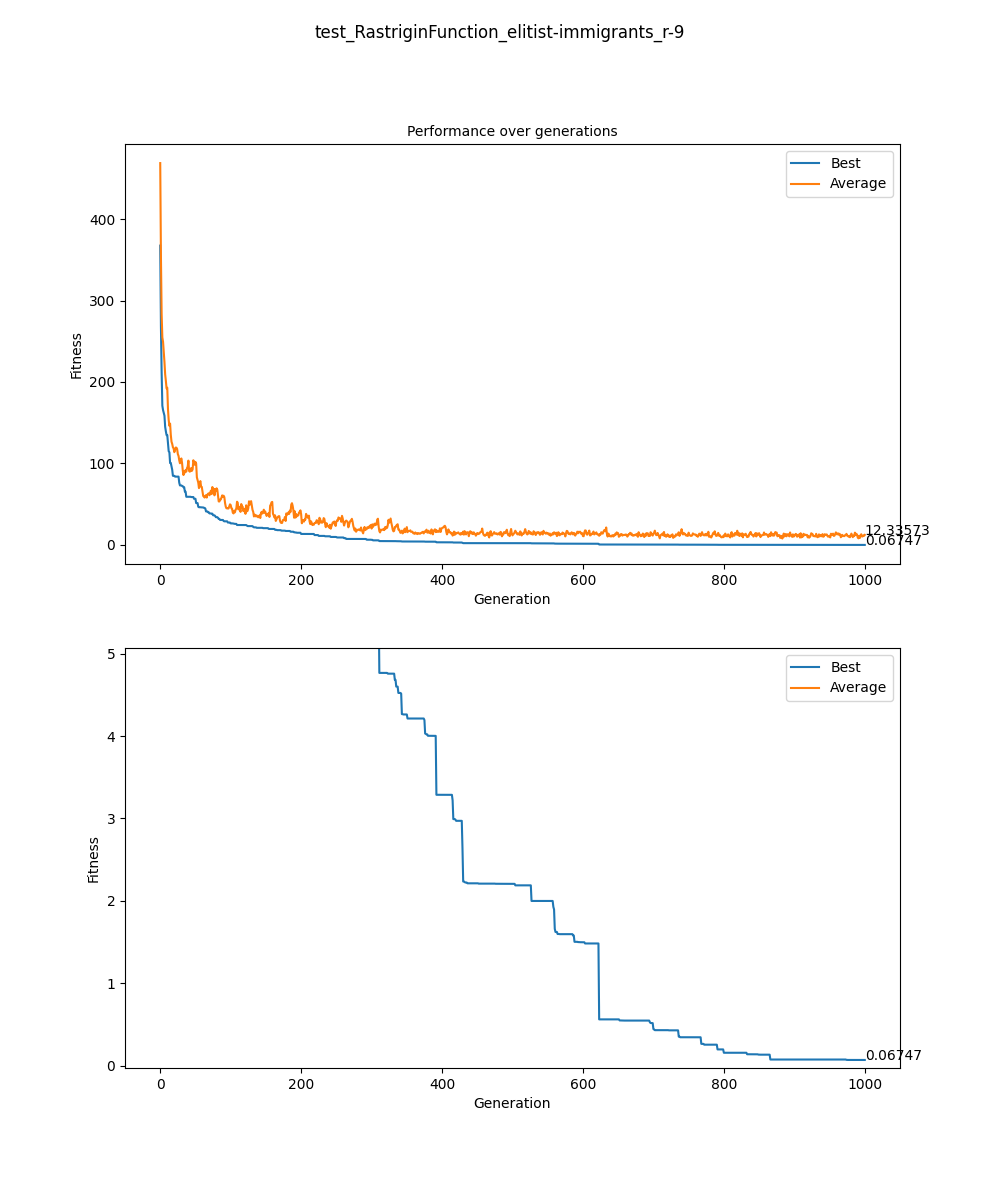 test_RastriginFunction_elitist-immigrants_r-9
Performance over generations
Best
Average
Fitness
400
300
200
100
0
12.33573
0.06747
0 200 400 600 800 1000
Generation
Best
Average
Fitness
5
4
3
2
1
0
0.06747
0 200 400 600 800 1000
Generation